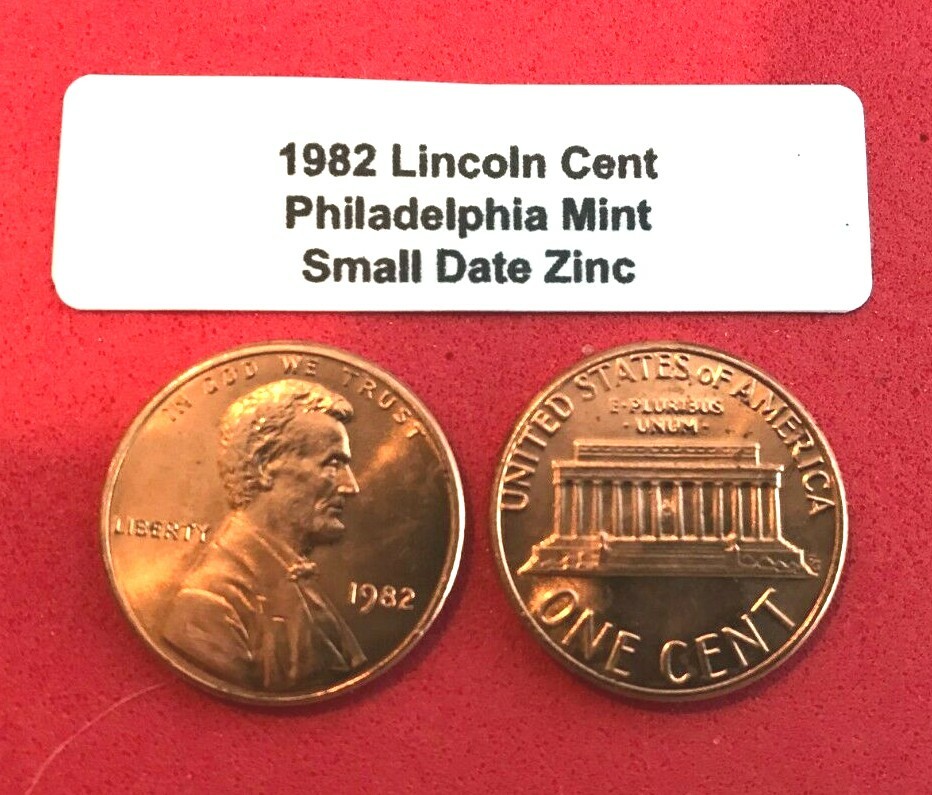 1982 Lincoln Cent
Philadelphia Mint
Small Date Zinc
IN GOD WE TRUST
LIBERTY
1982
UNITED STATES OF AMERICA
E·PLURIBUS
·UNUM·
ONE CENT